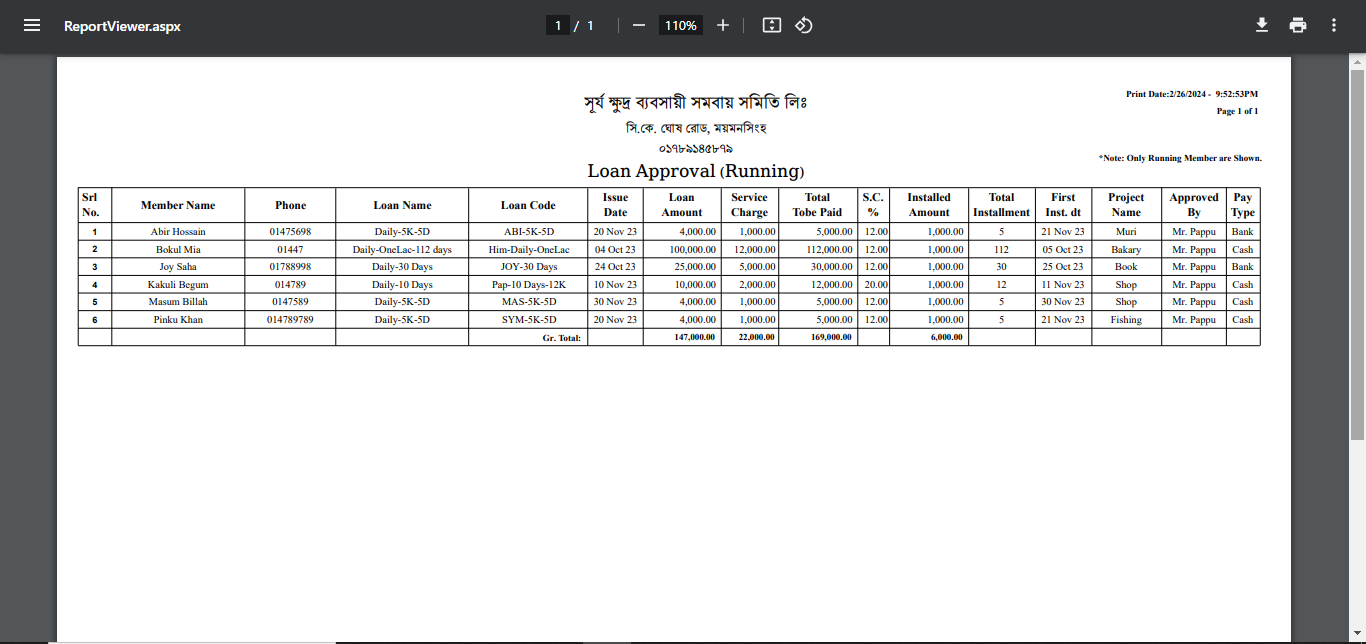 ReportViewer.aspx
1 / 1
110%
Print Date:2/26/2024 - 9:52:53PM
Page 1 of 1
সূর্য ক্ষুদ্র ব্যবসায়ী সমবায় সমিতি লিঃ
সি.কে. ঘোষ রোড, ময়মনসিংহ
০১৭৮৯১৪৫৮৭৯
*Note: Only Running Member are Shown.
Loan Approval (Running)
Srl No. Member Name Phone Loan Name Loan Code Issue Date Loan Amount Service Charge Total Tobe Paid S.C. % Installed Amount Total Installment First Inst. dt Project Name Approved By Pay Type
1 Abir Hossain 01475698 Daily-5K-5D ABI-5K-5D 20 Nov 23 4,000.00 1,000.00 5,000.00 12.00 1,000.00 5 21 Nov 23 Muri Mr. Pappu Bank
2 Bokul Mia 01447 Daily-OneLac-112 days Him-Daily-OneLac 04 Oct 23 100,000.00 12,000.00 112,000.00 12.00 1,000.00 112 05 Oct 23 Bakary Mr. Pappu Cash
3 Joy Saha 01788998 Daily-30 Days JOY-30 Days 24 Oct 23 25,000.00 5,000.00 30,000.00 12.00 1,000.00 30 25 Oct 23 Book Mr. Pappu Bank
4 Kakuli Begum 014789 Daily-10 Days Pap-10 Days-12K 10 Nov 23 10,000.00 2,000.00 12,000.00 20.00 1,000.00 12 11 Nov 23 Shop Mr. Pappu Cash
5 Masum Billah 0147589 Daily-5K-5D MAS-5K-5D 30 Nov 23 4,000.00 1,000.00 5,000.00 12.00 1,000.00 5 30 Nov 23 Shop Mr. Pappu Cash
6 Pinku Khan 014789789 Daily-5K-5D SYM-5K-5D 20 Nov 23 4,000.00 1,000.00 5,000.00 12.00 1,000.00 5 21 Nov 23 Fishing Mr. Pappu Cash
Gr. Total: 147,000.00 22,000.00 169,000.00 6,000.00